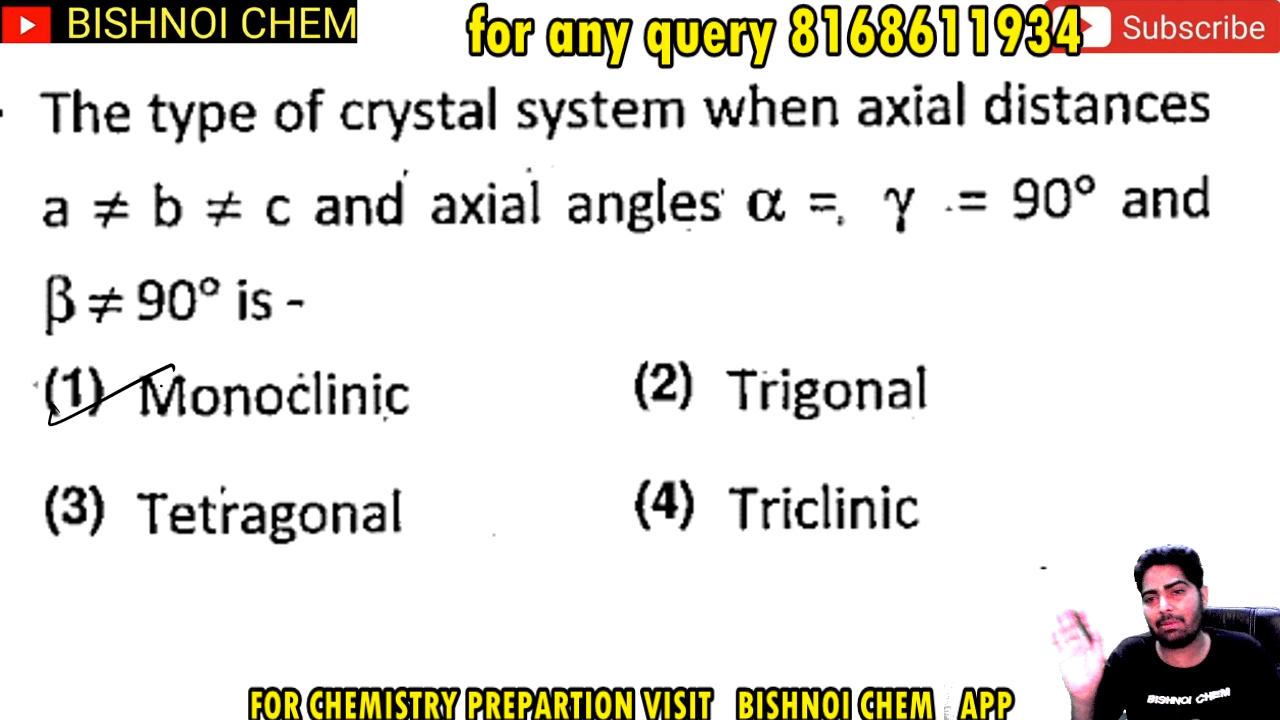 BISHNOI CHEM
for any query 8168611934
Subscribe
The type of crystal system when axial distances
a ≠ b ≠ c and axial angles α = γ = 90° and
β ≠ 90° is -
(1) Monoclinic (2) Trigonal
(3) Tetragonal (4) Triclinic
BISHNOI CHEM
FOR CHEMISTRY PREPARTION VISIT BISHNOI CHEM APP